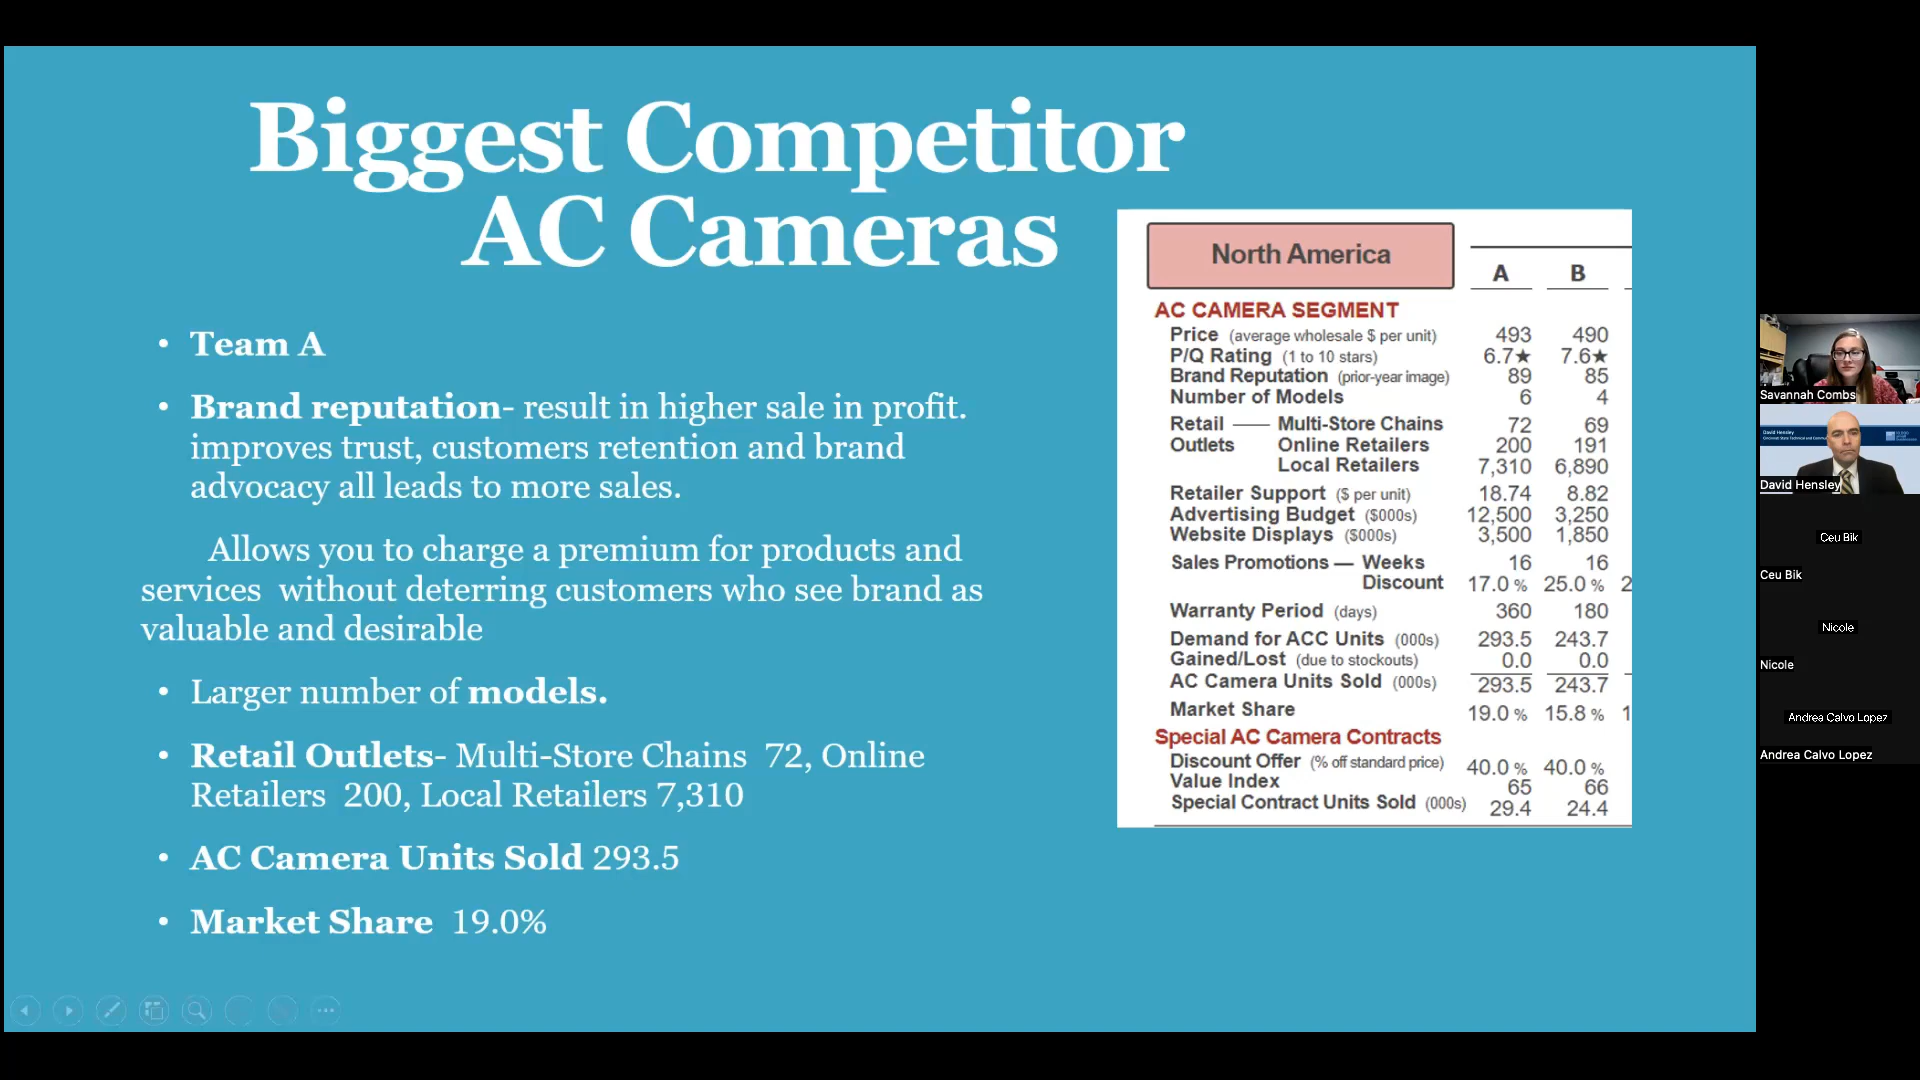 Biggest Competitor
AC Cameras
• Team A
• Brand reputation- result in higher sale in profit.
improves trust, customers retention and brand
advocacy all leads to more sales.
Allows you to charge a premium for products and
services without deterring customers who see brand as
valuable and desirable
• Larger number of models.
• Retail Outlets- Multi-Store Chains 72, Online
Retailers 200, Local Retailers 7,310
• AC Camera Units Sold 293.5
• Market Share 19.0%
North America
A B
AC CAMERA SEGMENT
Price (average wholesale $ per unit) 493 490
P/Q Rating (1 to 10 stars) 6.7★ 7.6★
Brand Reputation (prior-year image) 89 85
Number of Models 6 4
Retail — Multi-Store Chains 72 69
Outlets Online Retailers 200 191
Local Retailers 7,310 6,890
Retailer Support ($ per unit) 18.74 8.82
Advertising Budget ($000s) 12,500 3,250
Website Displays ($000s) 3,500 1,850
Sales Promotions — Weeks 16 16
Discount 17.0 % 25.0 % 2
Warranty Period (days) 360 180
Demand for ACC Units (000s) 293.5 243.7
Gained/Lost (due to stockouts) 0.0 0.0
AC Camera Units Sold (000s) 293.5 243.7
Market Share 19.0 % 15.8 % 1
Special AC Camera Contracts
Discount Offer (% off standard price) 40.0 % 40.0 %
Value Index 65 66
Special Contract Units Sold (000s) 29.4 24.4
Savannah Combs
David Hensley
David Hensley
Ceu Bik
Ceu Bik
Nicole
Nicole
Andrea Calvo Lopez
Andrea Calvo Lopez